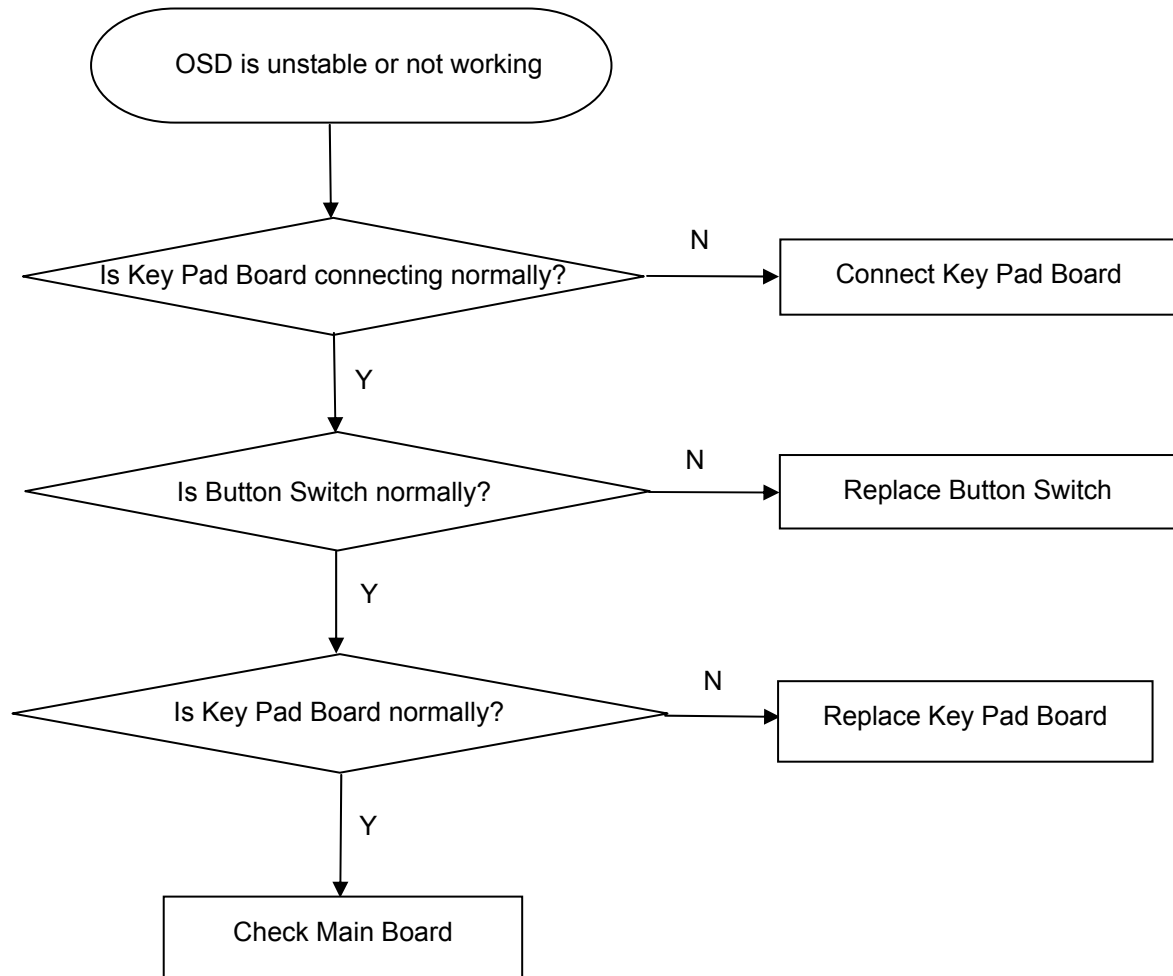 OSD is unstable or not working
Is Key Pad Board connecting normally?
N
Connect Key Pad Board
Y
Is Button Switch normally?
N
Replace Button Switch
Y
Is Key Pad Board normally?
N
Replace Key Pad Board
Y
Check Main Board